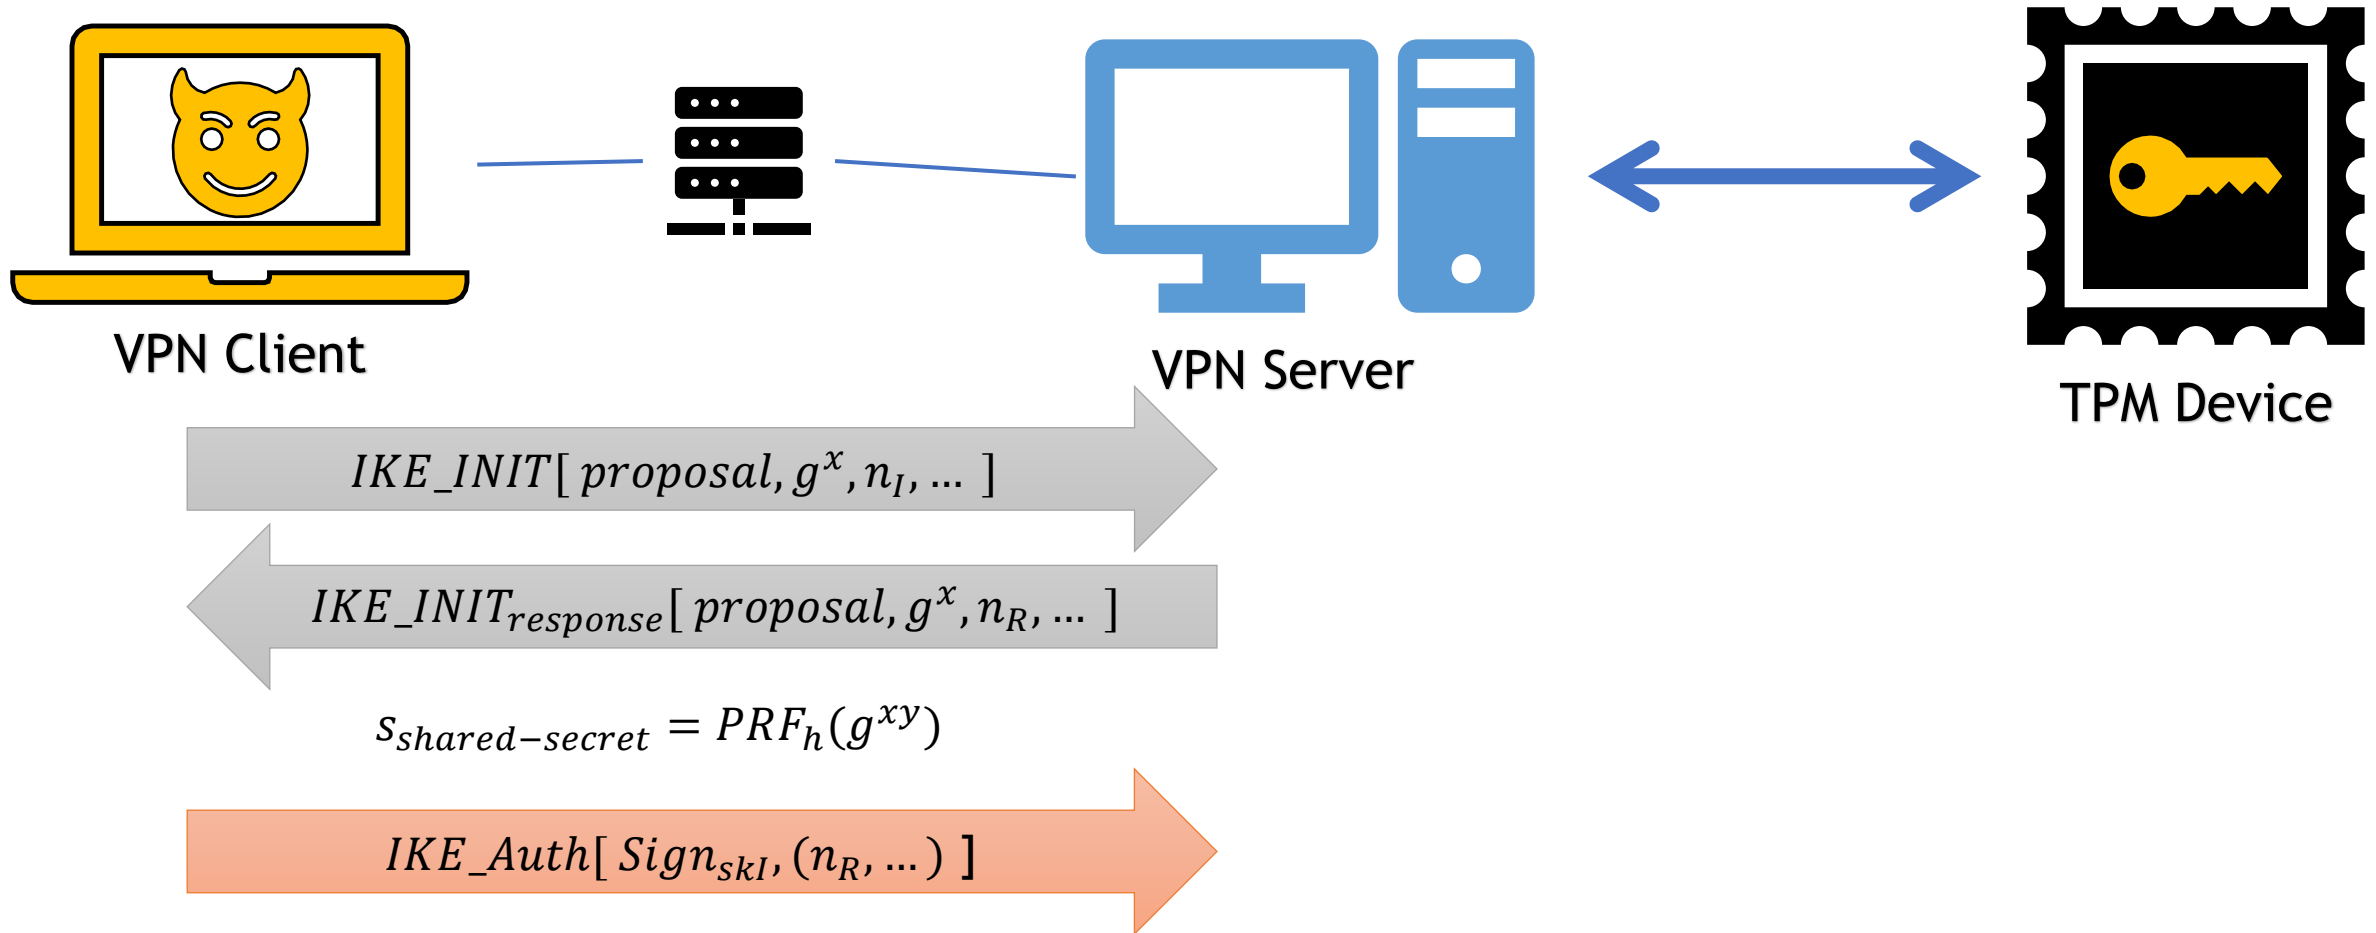 VPN Client
VPN Server
TPM Device
IKE_INIT[ proposal, g^x, n_I, … ]
IKE_INIT_response[ proposal, g^x, n_R, … ]
s_shared−secret = PRF_h(g^xy)
IKE_Auth[ Sign_skI, (n_R, … ) ]